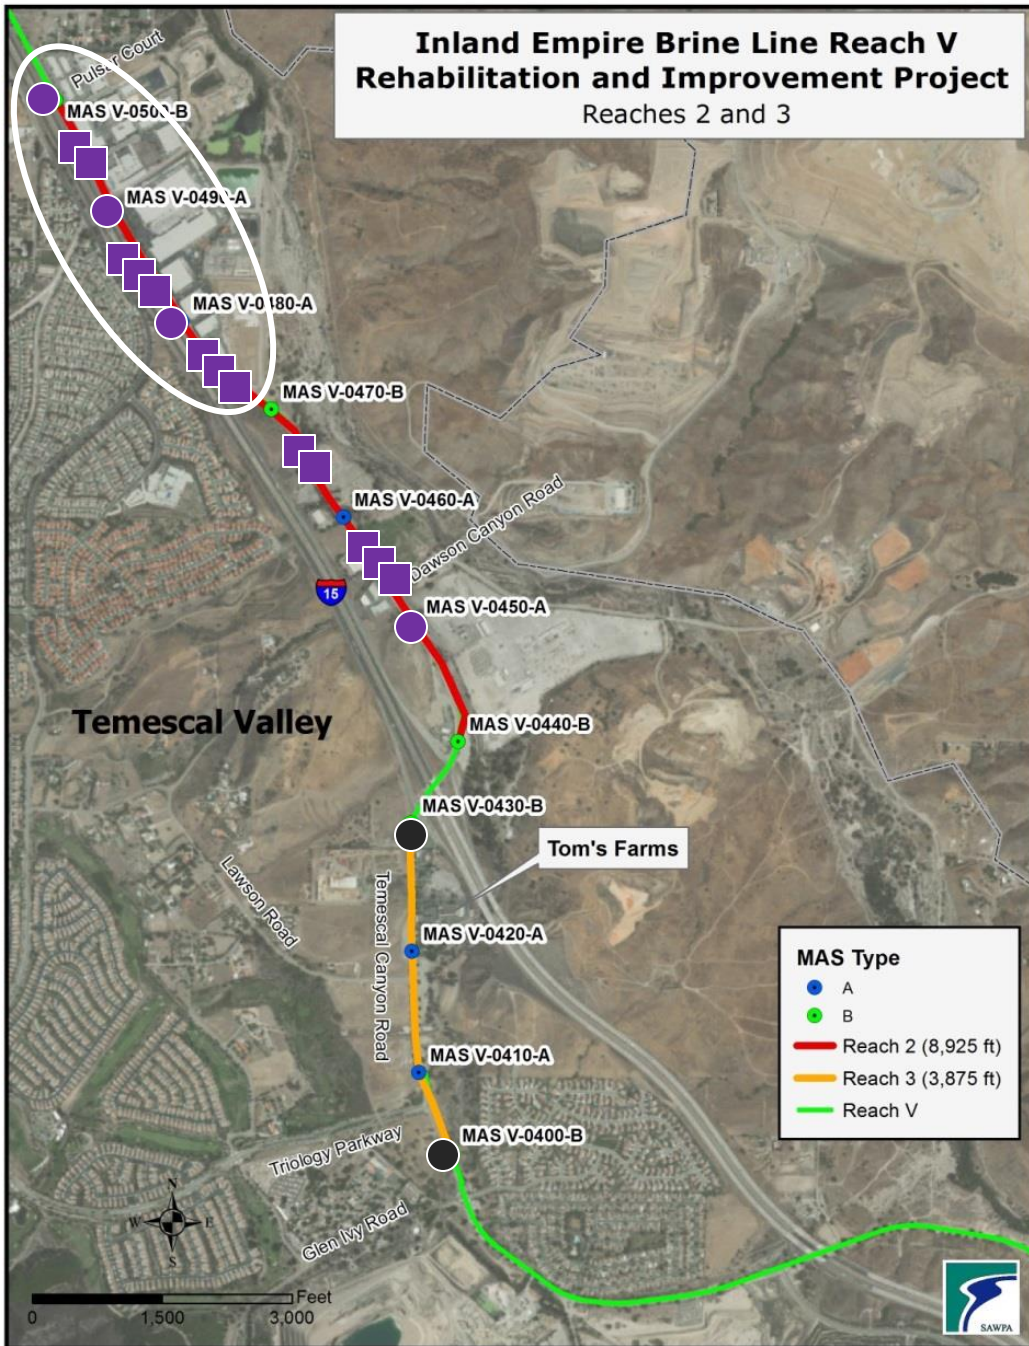 Inland Empire Brine Line Reach V
Rehabilitation and Improvement Project
Reaches 2 and 3
Pulsar Court
MAS V-0500-B
MAS V-0490-A
MAS V-0480-A
MAS V-0470-B
MAS V-0460-A
Dawson Canyon Road
15
MAS V-0450-A
Temescal Valley
MAS V-0440-B
MAS V-0430-B
Tom's Farms
Lawson Road
Temescal Canyon Road
MAS V-0420-A
MAS V-0410-A
MAS V-0400-B
Triology Parkway
Glen Ivy Road
MAS Type
A
B
Reach 2 (8,925 ft)
Reach 3 (3,875 ft)
Reach V
N
W E
S
Feet
0 1,500 3,000
SAWPA